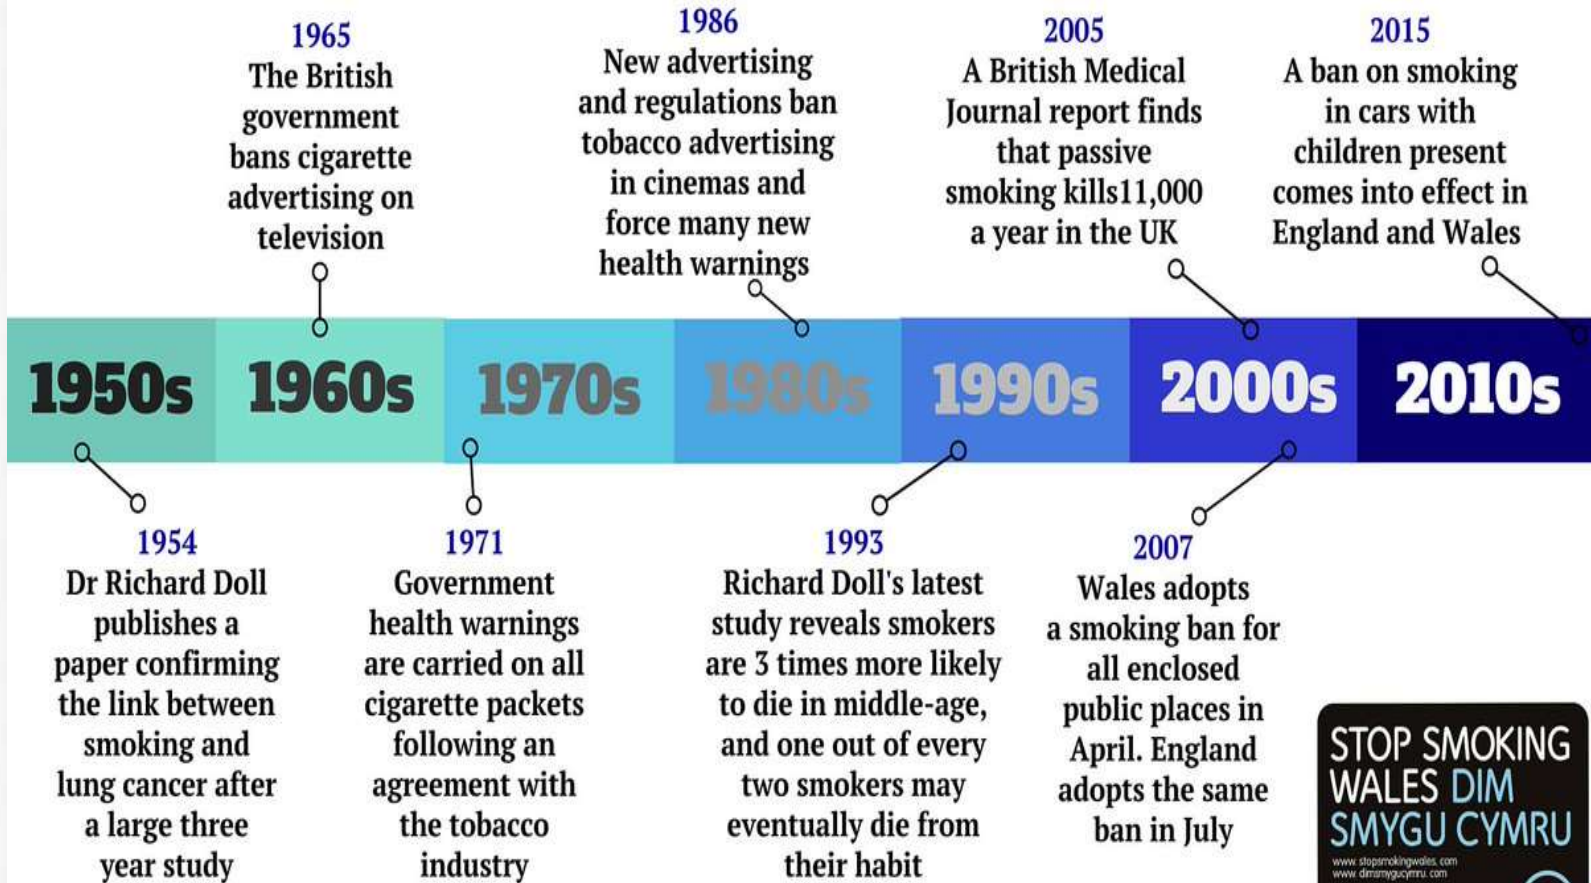 1965
The British
government
bans cigarette
advertising on
television
1986
New advertising
and regulations ban
tobacco advertising
in cinemas and
force many new
health warnings
2005
A British Medical
Journal report finds
that passive
smoking kills11,000
a year in the UK
2015
A ban on smoking
in cars with
children present
comes into effect in
England and Wales
1950s
1960s
1970s
1980s
1990s
2000s
2010s
1954
Dr Richard Doll
publishes a
paper confirming
the link between
smoking and
lung cancer after
a large three
year study
1971
Government
health warnings
are carried on all
cigarette packets
following an
agreement with
the tobacco
industry
1993
Richard Doll's latest
study reveals smokers
are 3 times more likely
to die in middle-age,
and one out of every
two smokers may
eventually die from
their habit
2007
Wales adopts
a smoking ban for
all enclosed
public places in
April. England
adopts the same
ban in July
STOP SMOKING
WALES DIM
SMYGU CYMRU
www.stopsmokingwales.com
www.dimsmygucymru.com